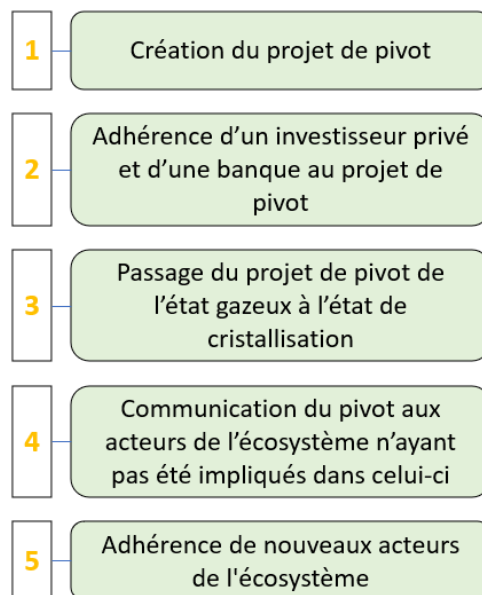 1
Création du projet de pivot
2
Adhérence d’un investisseur privé
et d’une banque au projet de
pivot
3
Passage du projet de pivot de
l’état gazeux à l’état de
cristallisation
4
Communication du pivot aux
acteurs de l’écosystème n’ayant
pas été impliqués dans celui-ci
5
Adhérence de nouveaux acteurs
de l'écosystème